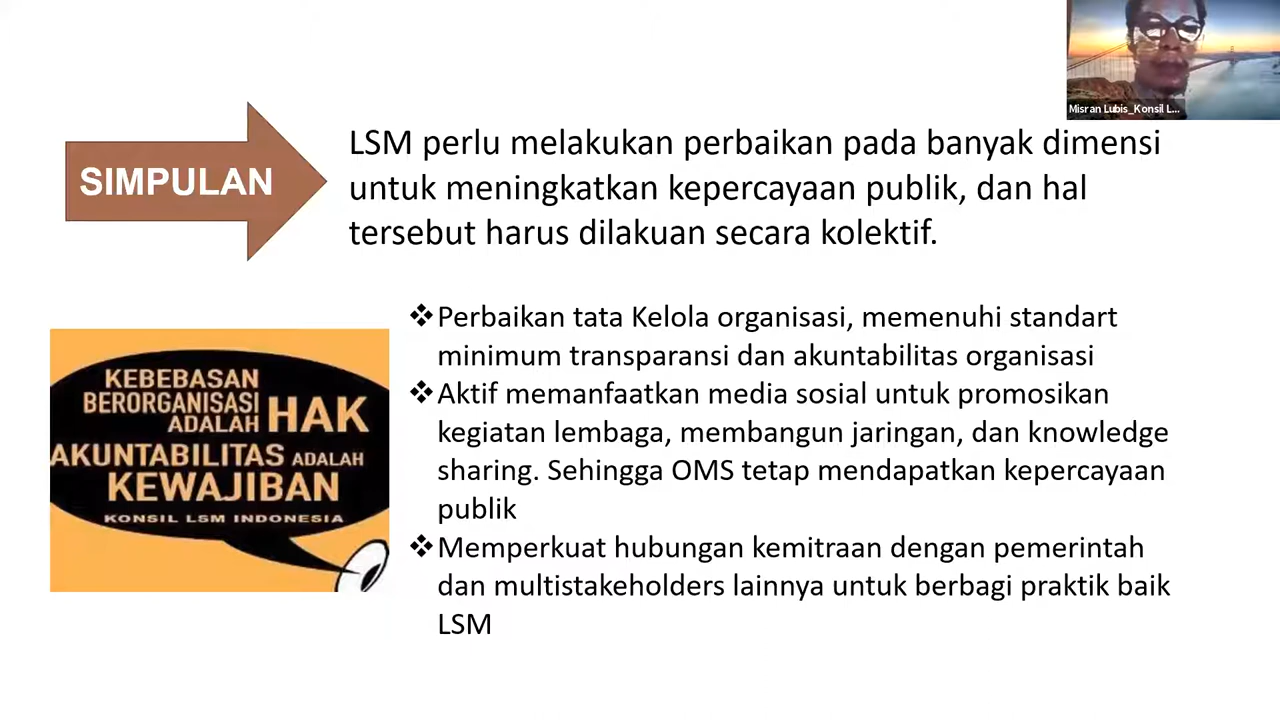 Misran Lubis_Konsil L...
SIMPULAN
LSM perlu melakukan perbaikan pada banyak dimensi
untuk meningkatkan kepercayaan publik, dan hal
tersebut harus dilakuan secara kolektif.
KEBEBASAN
BERORGANISASI
ADALAH HAK
AKUNTABILITAS ADALAH
KEWAJIBAN
KONSIL LSM INDONESIA
❖Perbaikan tata Kelola organisasi, memenuhi standart
minimum transparansi dan akuntabilitas organisasi
❖Aktif memanfaatkan media sosial untuk promosikan
kegiatan lembaga, membangun jaringan, dan knowledge
sharing. Sehingga OMS tetap mendapatkan kepercayaan
publik
❖Memperkuat hubungan kemitraan dengan pemerintah
dan multistakeholders lainnya untuk berbagi praktik baik
LSM